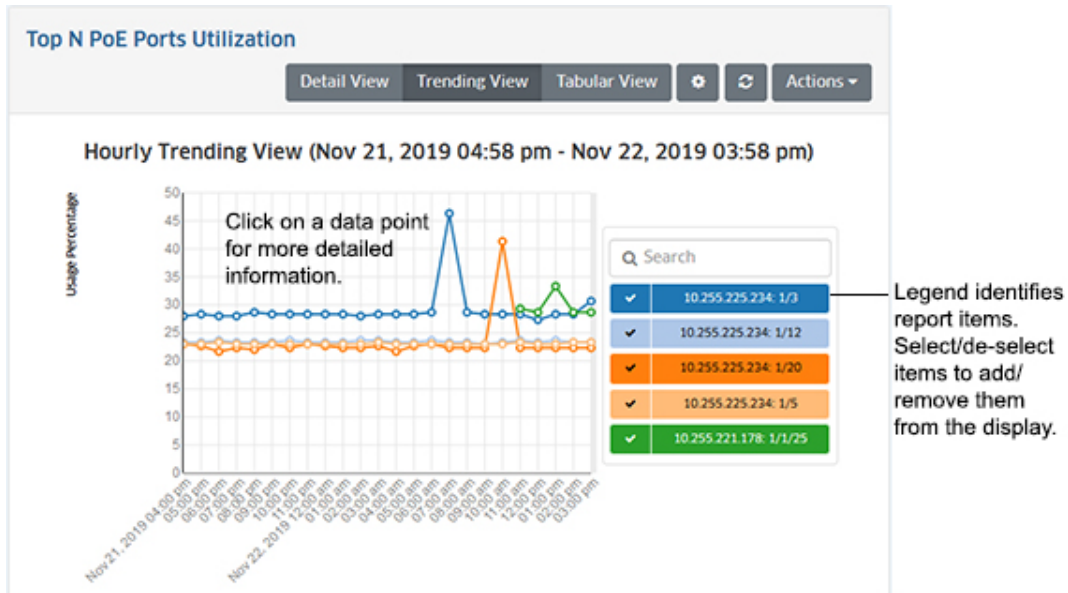 Top N PoE Ports Utilization
Detail View Trending View Tabular View Actions
Hourly Trending View (Nov 21, 2019 04:58 pm - Nov 22, 2019 03:58 pm)
Usage Percentage
50
45
40
35
30
25
20
15
10
5
0
Click on a data point
for more detailed
information.
Nov 21, 2019 04:00 pm
05:00 pm
06:00 pm
07:00 pm
08:00 pm
09:00 pm
10:00 pm
11:00 pm
Nov 22, 2019 12:00 am
01:00 am
02:00 am
03:00 am
04:00 am
05:00 am
06:00 am
07:00 am
08:00 am
09:00 am
10:00 am
11:00 am
12:00 pm
01:00 pm
02:00 pm
03:00 pm
Search
10.255.225.234: 1/3
10.255.225.234: 1/12
10.255.225.234: 1/20
10.255.225.234: 1/5
10.255.221.178: 1/1/25
Legend identifies
report items.
Select/de-select
items to add/
remove them
from the display.